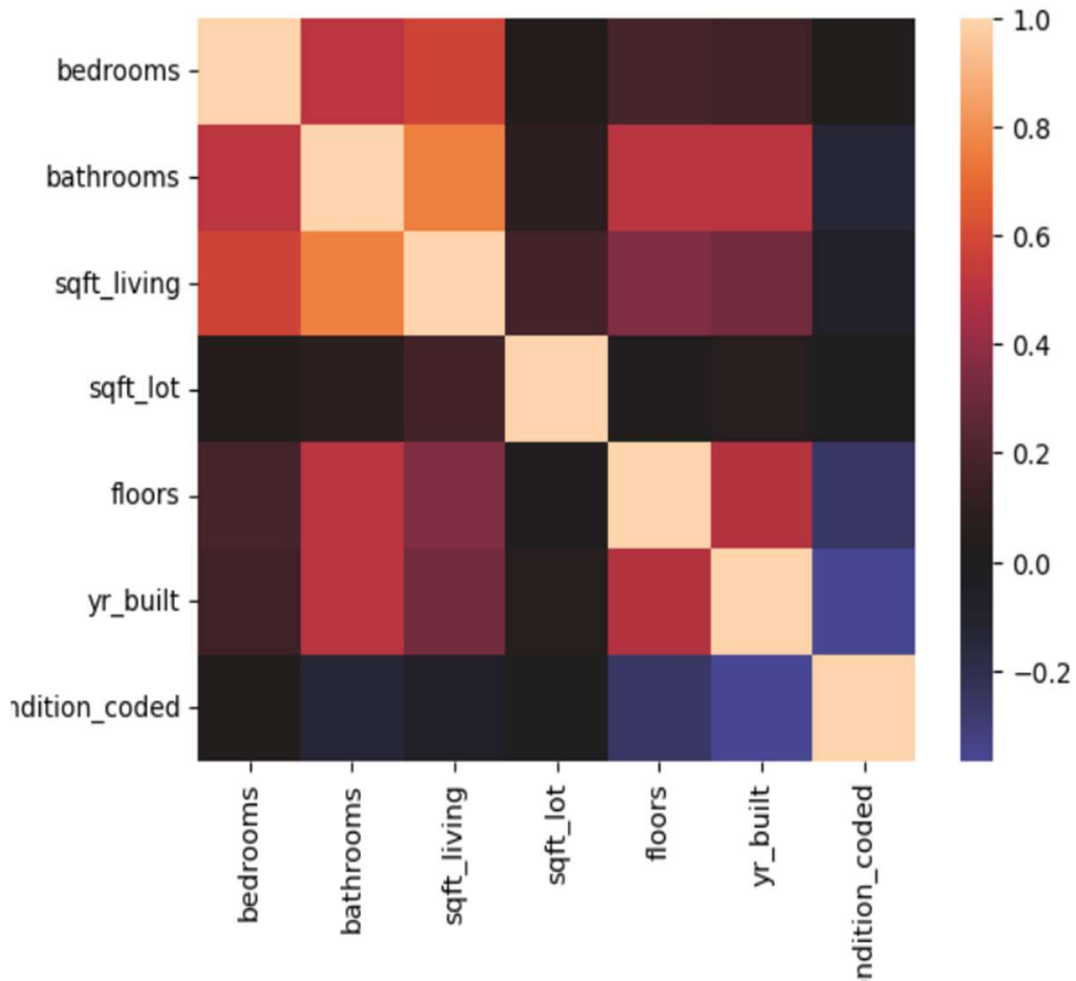 1.0
bedrooms
0.8
bathrooms
0.6
sqft_living
0.4
sqft_lot
0.2
floors
0.0
yr_built
−0.2
ndition_coded
bedrooms
bathrooms
sqft_living
sqft_lot
floors
yr_built
ndition_coded